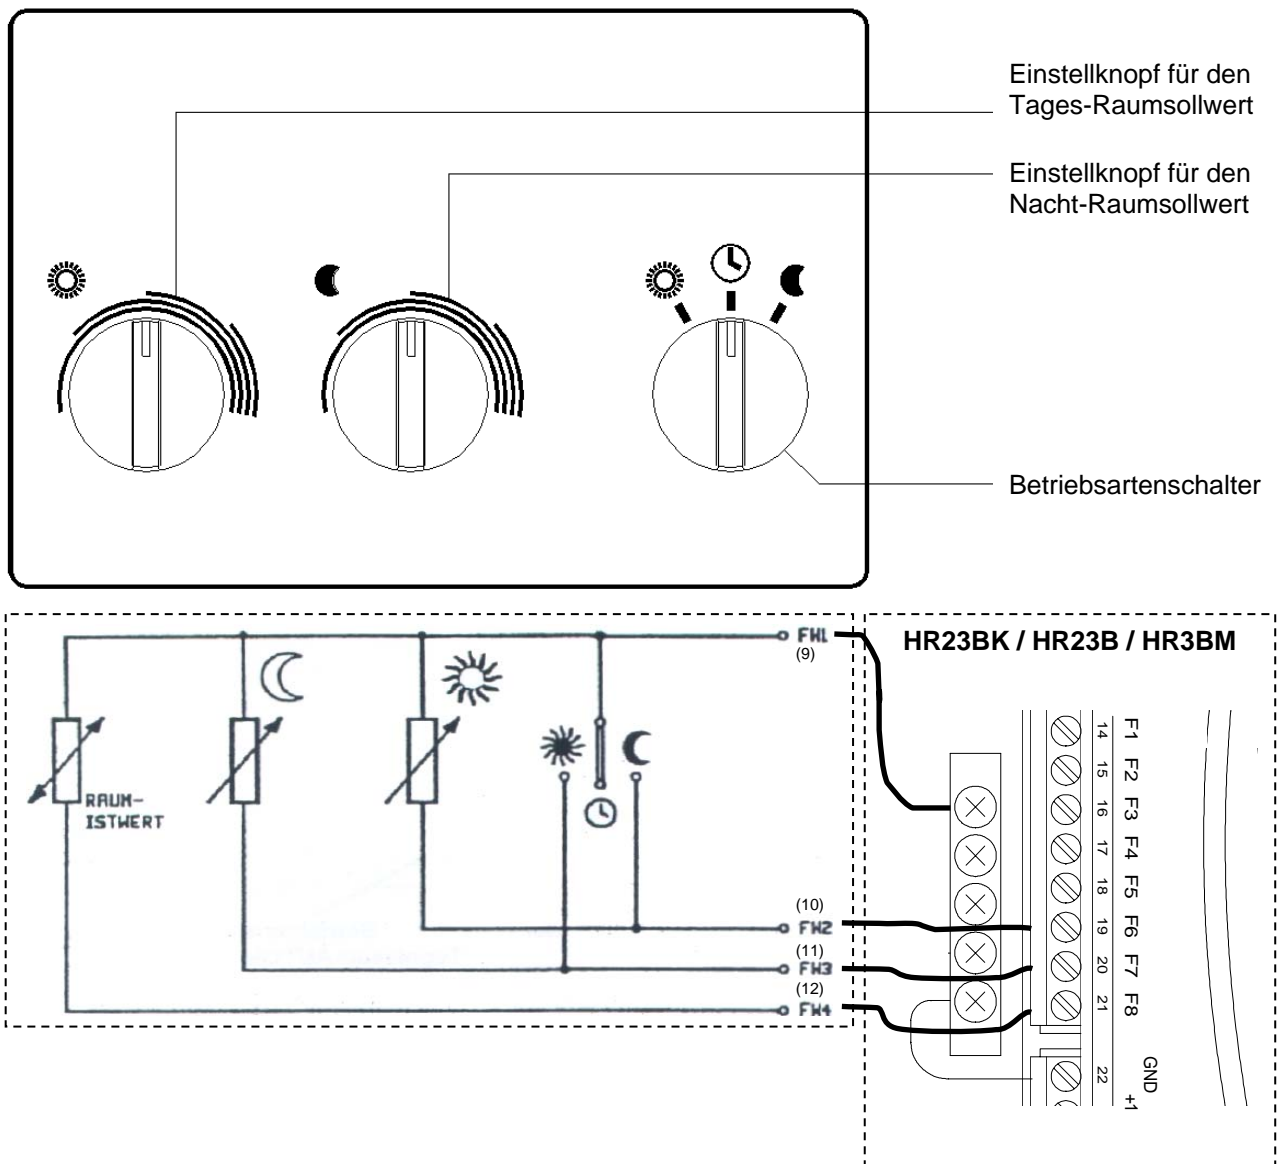 Einstellknopf für den
Tages-Raumsollwert
Einstellknopf für den
Nacht-Raumsollwert
Betriebsartenschalter
FW1
(9)
HR23BK / HR23B / HR3BM
RAUM-
ISTWERT
(10)
FW2
(11)
FW3
(12)
FW4
14 F1
15 F2
16 F3
17 F4
18 F5
19 F6
20 F7
21 F8
22 GND
+1